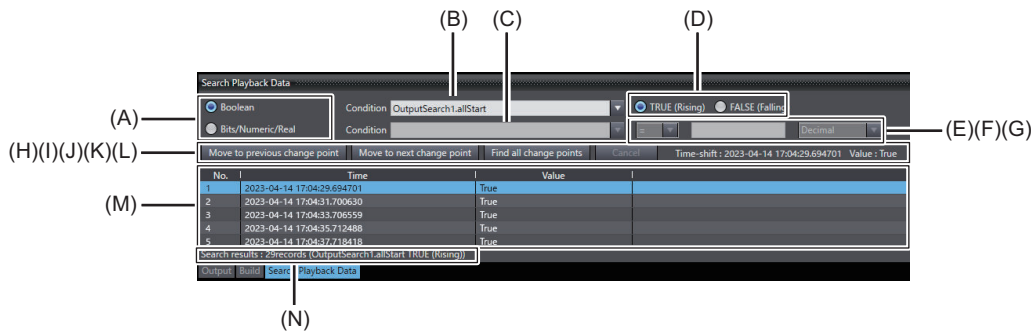 (B) (C) (D)
Search Playback Data
(A)
Boolean Condition OutputSearch1.allStart TRUE (Rising) FALSE (Falling
Bits/Numeric/Real Condition = Decimal
(E)(F)(G)
(H)(I)(J)(K)(L)
Move to previous change point Move to next change point Find all change points Cancel Time-shift : 2023-04-14 17:04:29.694701 Value : True
No. Time Value
1 2023-04-14 17:04:29.694701 True
2 2023-04-14 17:04:31.700630 True
(M)
3 2023-04-14 17:04:33.706559 True
4 2023-04-14 17:04:35.712488 True
5 2023-04-14 17:04:37.718418 True
Search results : 29records (OutputSearch1.allStart TRUE (Rising))
Output Build Search Playback Data
(N)